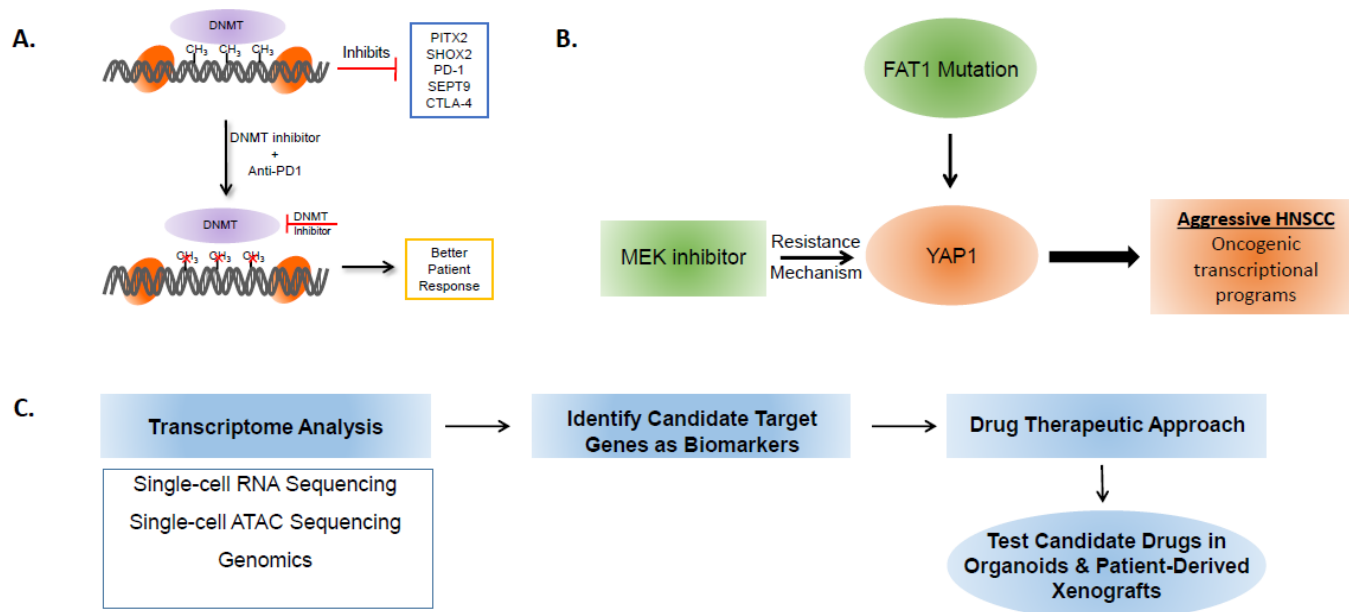 A.
DNMT
CH3 CH3 CH3
Inhibits
PITX2
SHOX2
PD-1
SEPT9
CTLA-4
DNMT inhibitor
+
Anti-PD1
DNMT
DNMT
Inhibitor
CH3 CH3 CH3
Better
Patient
Response
B.
FAT1 Mutation
MEK inhibitor
Resistance
Mechanism
YAP1
Aggressive HNSCC
Oncogenic
transcriptional
programs
C.
Transcriptome Analysis
Single-cell RNA Sequencing
Single-cell ATAC Sequencing
Genomics
Identify Candidate Target
Genes as Biomarkers
Drug Therapeutic Approach
Test Candidate Drugs in
Organoids & Patient-Derived
Xenografts